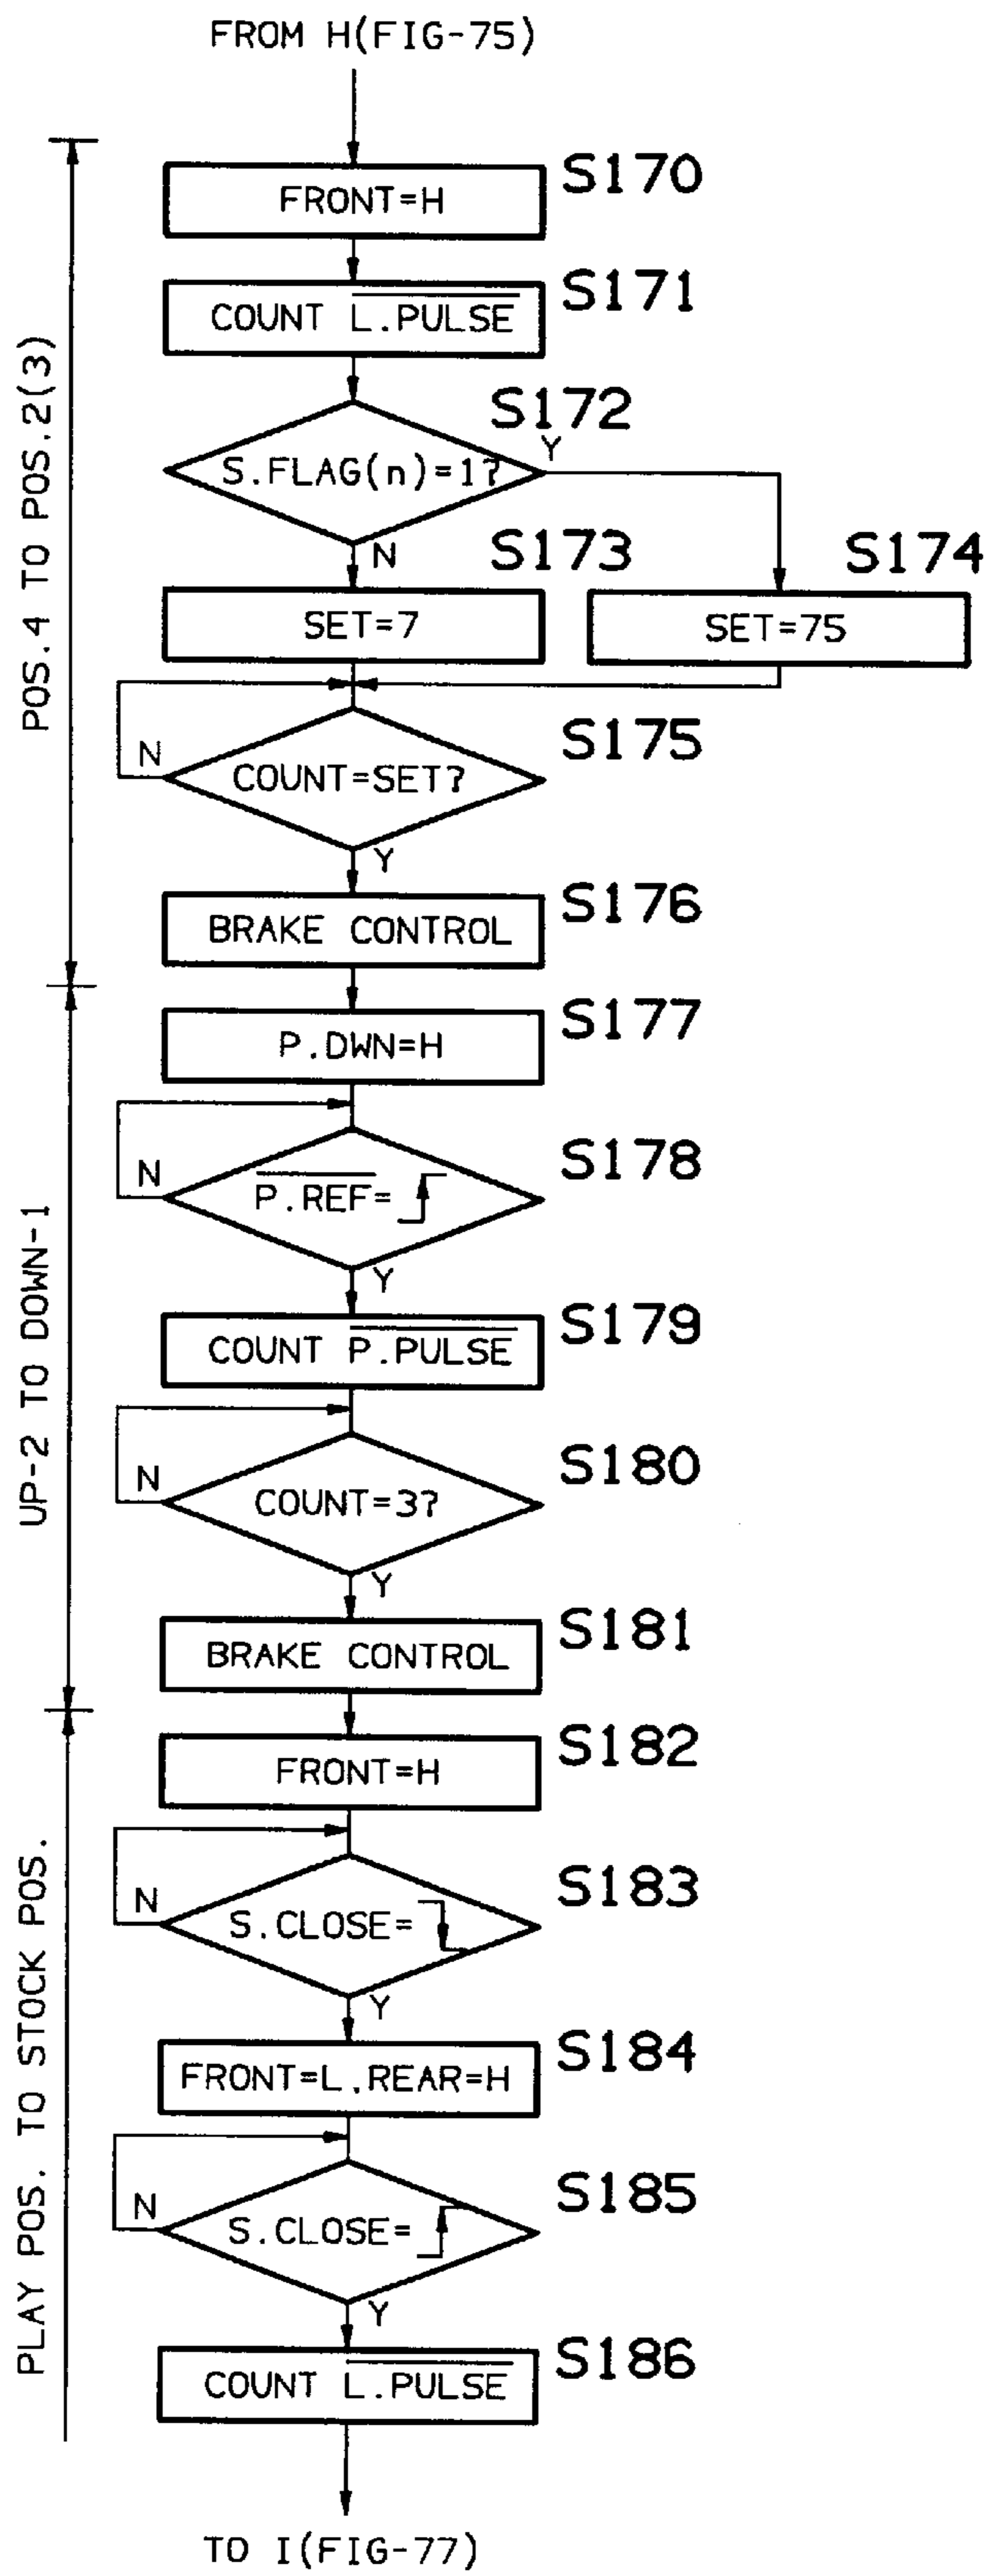 FROM H(FIG-75)
S170
FRONT=H
S171
COUNT L.PULSE
S172
S.FLAG(n)=1?
Y
N
S173
S174
SET=7
SET=75
S175
N
COUNT=SET?
Y
S176
BRAKE CONTROL
POS.4 TO POS.2(3)
S177
P.DWN=H
S178
N
P.REF=
Y
S179
COUNT P.PULSE
S180
N
COUNT=3?
Y
S181
BRAKE CONTROL
UP-2 TO DOWN-1
S182
FRONT=H
S183
N
S.CLOSE=
Y
S184
FRONT=L,REAR=H
S185
N
S.CLOSE=
Y
S186
COUNT L.PULSE
PLAY POS. TO STOCK POS.
TO I(FIG-77)